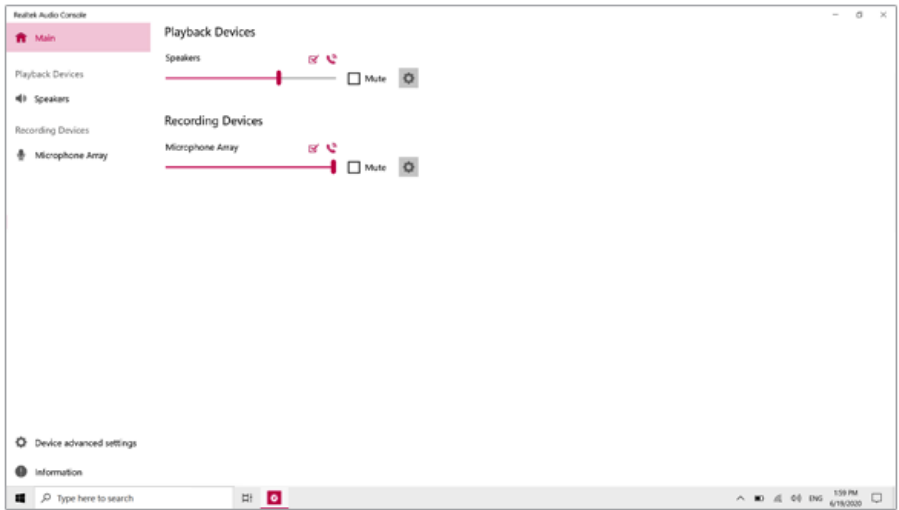 Realtek Audio Console
Main
Playback Devices
Speakers
Recording Devices
Microphone Array
Device advanced settings
Information
Playback Devices
Speakers
Mute
Recording Devices
Microphone Array
Mute
Type here to search
ENG
1:59 PM
6/19/2020